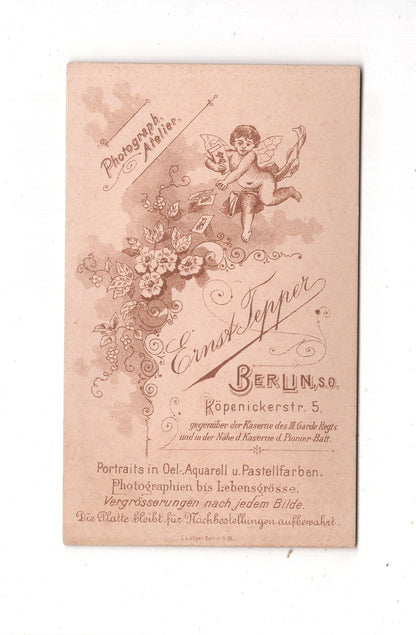 Photograph.
Atelier.
Ernst Tepper
BERLIN, S.O.
Köpenickerstr. 5.
gegenüber der Kaserne des III. Garde Regts.
und in der Nähe d. Kaserne d. Pionier-Batt.
Portraits in Oel-Aquarell u. Pastellfarben.
Photographien bis Lebensgrösse.
Vergrösserungen nach jedem Bilde.
Die Platte bleibt für Nachbestellungen aufbewahrt.
Berlin N.